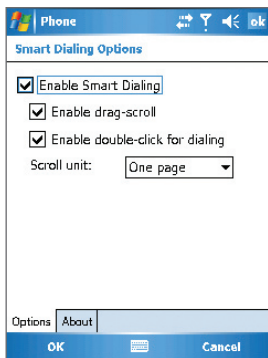 Phone ok
Smart Dialing Options
Enable Smart Dialing
Enable drag-scroll
Enable double-click for dialing
Scroll unit: One page
Options About
OK Cancel